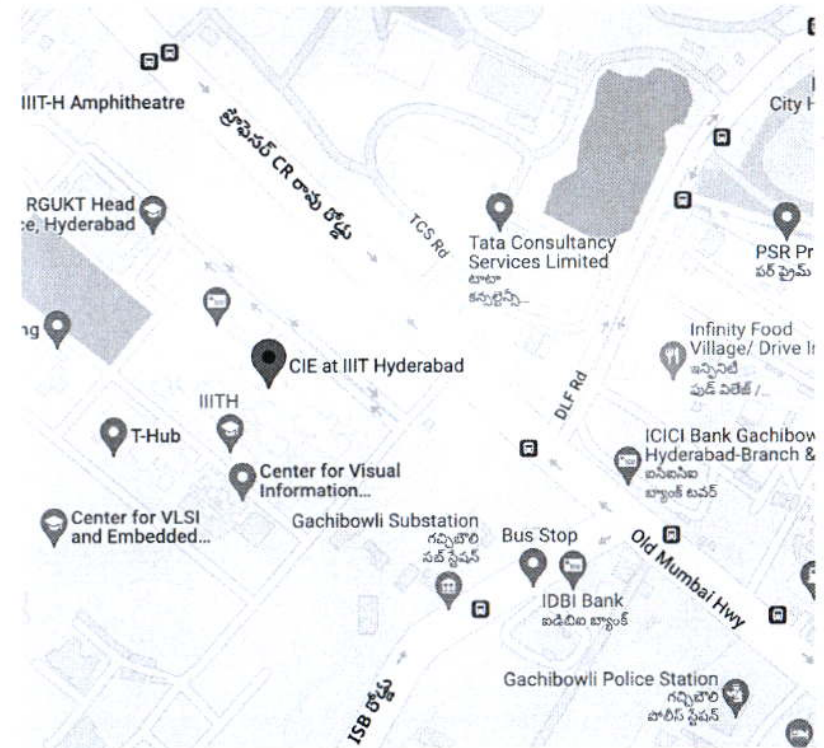 IIIT-H Amphitheatre
City H
ప్రొఫెసర్ CR రావు రోడ్డు
RGUKT Head
ce, Hyderabad
TCS Rd
Tata Consultancy
Services Limited
టాటా
కన్సల్టెన్సీ...
PSR Pr
పర్ ప్రైమ్
ng
CIE at IIIT Hyderabad
Infinity Food
Village/ Drive In
ఇన్ఫినిటీ
ఫుడ్ విలేజ్ /...
DLF Rd
IIITH
T-Hub
ICICI Bank Gachibow
Hyderabad-Branch &
ఐసిఐసిఐ
బ్యాంక్ టవర్
Center for Visual
Information...
Center for VLSI
and Embedded...
Gachibowli Substation
గచ్చిబౌలి
సబ్ స్టేషన్
Bus Stop
Old Mumbai Hwy
IDBI Bank
ఐడిబిఐ బ్యాంక్
ISB రోడ్డు
Gachibowli Police Station
గచ్చిబౌలి
పోలీస్ స్టేషన్